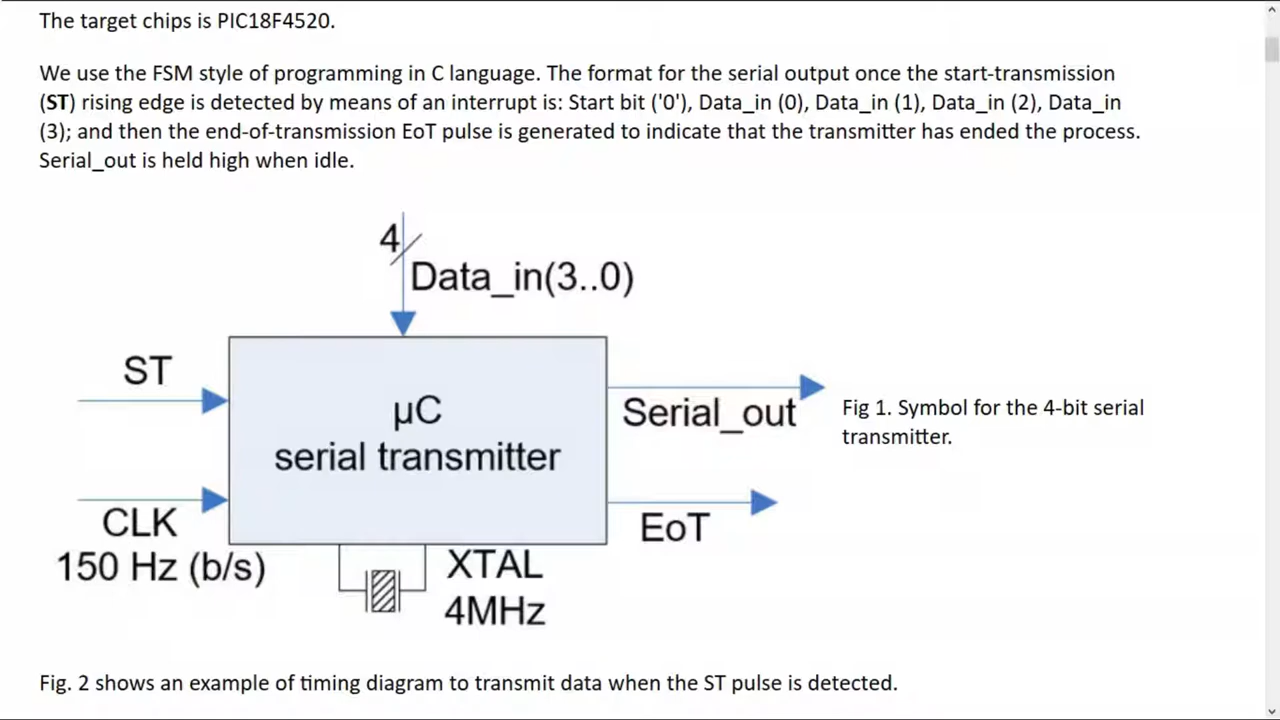 The target chips is PIC18F4520.
We use the FSM style of programming in C language. The format for the serial output once the start-transmission
(ST) rising edge is detected by means of an interrupt is: Start bit ('0'), Data_in (0), Data_in (1), Data_in (2), Data_in
(3); and then the end-of-transmission EoT pulse is generated to indicate that the transmitter has ended the process.
Serial_out is held high when idle.
4
Data_in(3..0)
ST
µC
serial transmitter
Serial_out
Fig 1. Symbol for the 4-bit serial
transmitter.
CLK
150 Hz (b/s)
EoT
XTAL
4MHz
Fig. 2 shows an example of timing diagram to transmit data when the ST pulse is detected.